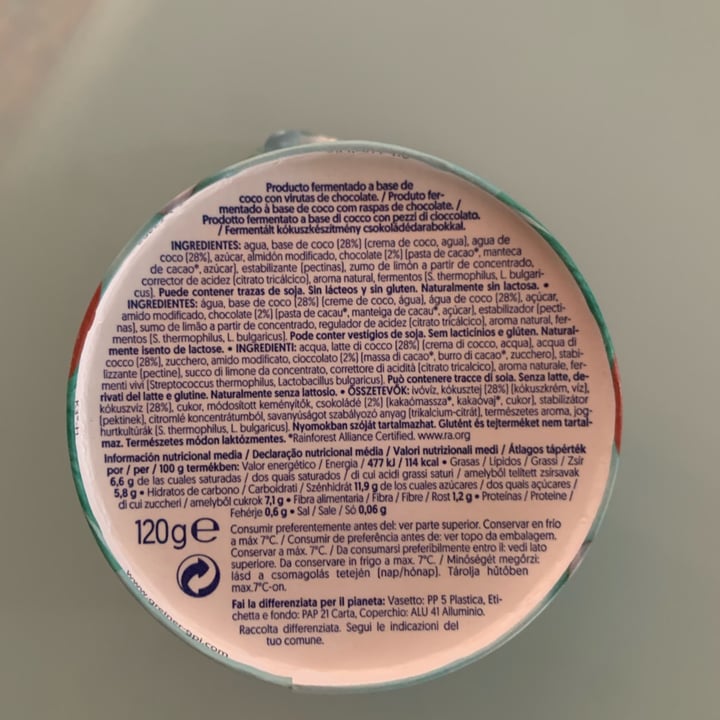 Producto fermentado a base de
coco con virutas de chocolate. / Produto fer-
mentado à base de coco com raspas de chocolate. /
Prodotto fermentato a base di cocco con pezzi di cioccolato.
/ Fermentált kókuszkészítmény csokoládédarabokkal.
INGREDIENTES: agua, base de coco [28%] [crema de coco, agua], agua de
coco [28%], azúcar, almidón modificado, chocolate [2%] [pasta de cacao*, manteca
de cacao*, azúcar], estabilizante [pectinas], zumo de limón a partir de concentrado,
corrector de acidez [citrato tricálcico], aroma natural, fermentos [S. thermophilus, L. bulgari-
cus]. Puede contener trazas de soja. Sin lácteos y sin gluten. Naturalmente sin lactosa. •
INGREDIENTES: água, base de coco [28%] [creme de coco, água], água de coco [28%], açúcar,
amido modificado, chocolate [2%] [pasta de cacau*, manteiga de cacau*, açúcar], estabilizador [pecti-
nas], sumo de limão a partir de concentrado, regulador de acidez [citrato tricálcico], aroma natural, fer-
mentos [S. thermophilus, L. bulgaricus]. Pode conter vestígios de soja. Sem lacticínios e glúten. Natural-
mente isento de lactose. • INGREDIENTI: acqua, latte di cocco [28%] [crema di cocco, acqua], acqua di
cocco [28%], zucchero, amido modificato, cioccolato [2%] [massa di cacao*, burro di cacao*, zucchero], stabi-
lizzante [pectine], succo di limone da concentrato, correttore di acidità [citrato tricalcico], aroma naturale, fer-
menti vivi [Streptococcus thermophilus, Lactobacillus bulgaricus]. Può contenere tracce di soia. Senza latte, de-
rivati del latte e glutine. Naturalmente senza lattosio. • ÖSSZETEVŐK: ivóvíz, kókusztej [28%] [kókuszkrém, víz],
kókuszvíz [28%], cukor, módosított keményítők, csokoládé [2%] [kakaómassza*, kakaóvaj*, cukor], stabilizátor
[pektinek], citromlé koncentrátumból, savanyúságot szabályozó anyag [trikalcium-citrát], természetes aroma, jog-
hurtkultúrák [S. thermophilus, L. bulgaricus]. Nyomokban szóját tartalmazhat. Glutént és tejterméket nem tartal-
maz. Természetes módon laktózmentes. *Rainforest Alliance Certified. www.ra.org
Información nutricional media / Declaração nutricional média / Valori nutrizionali medi / Átlagos tápérték
por / per / 100 g termékben: Valor energético / Energia / 477 kJ / 114 kcal • Grasas / Lípidos / Grassi / Zsír
6,6 g de las cuales saturadas / dos quais saturados / di cui acidi grassi saturi / amelyből telített zsírsavak
5,8 g • Hidratos de carbono / Carboidrati / Szénhidrát 11,9 g de los cuales azúcares / dos quais açúcares /
di cui zuccheri / amelyből cukrok 7,1 g • Fibra alimentaria / Fibra / Fibre / Rost 1,2 g • Proteínas / Proteine /
Fehérje 0,6 g • Sal / Sale / Só 0,06 g
120g e
Consumir preferentemente antes del: ver parte superior. Conservar en frío
a máx 7°C. / Consumir de preferência antes de: ver topo da embalagem.
Conservar a máx. 7°C. / Da consumarsi preferibilmente entro il: vedi lato
superiore. Da conservare in frigo a max. 7°C. / Minőségét megőrzi:
lásd a csomagolás tetején [nap/hónap]. Tárolja hűtőben
max.7°C-on.
Fai la differenziata per il pianeta: Vasetto: PP 5 Plastica, Eti-
chetta e fondo: PAP 21 Carta, Coperchio: ALU 41 Alluminio.
Raccolta differenziata. Segui le indicazioni del
tuo comune.
www.greiner-gpi.com